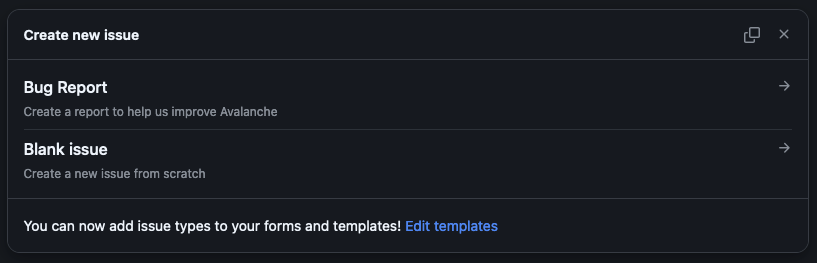 Create new issue
Bug Report
Create a report to help us improve Avalanche
Blank issue
Create a new issue from scratch
You can now add issue types to your forms and templates! Edit templates